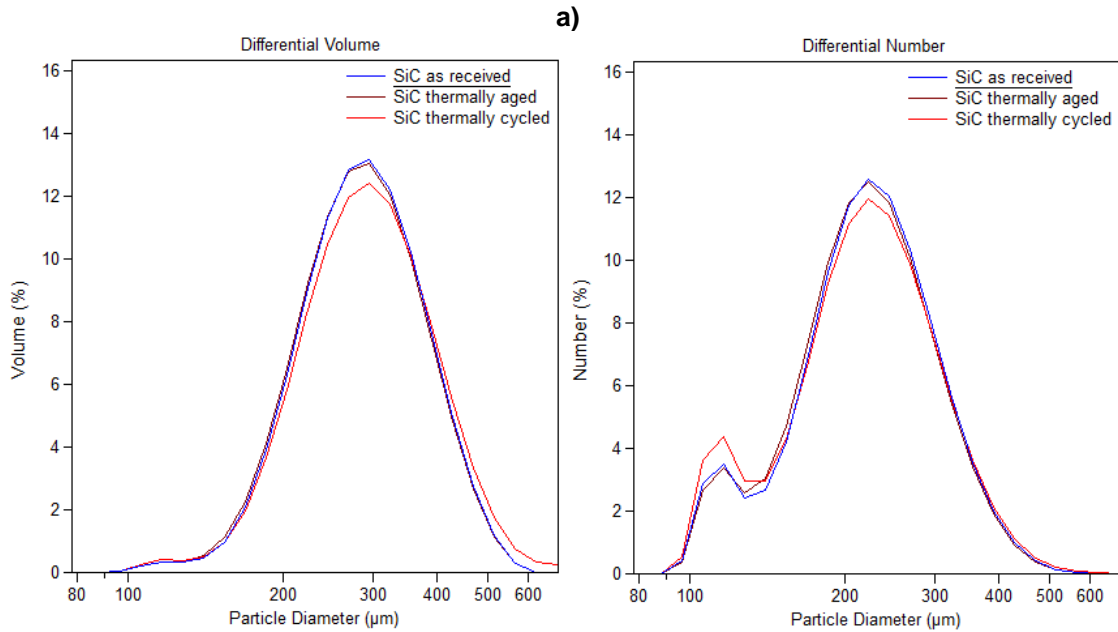 a)
Differential Volume
SiC as received
SiC thermally aged
SiC thermally cycled
16
14
12
10
8
6
4
2
0
Volume (%)
80 100 200 300 400 500 600
Particle Diameter (µm)
Differential Number
SiC as received
SiC thermally aged
SiC thermally cycled
16
14
12
10
8
6
4
2
0
Number (%)
80 100 200 300 400 500 600
Particle Diameter (µm)